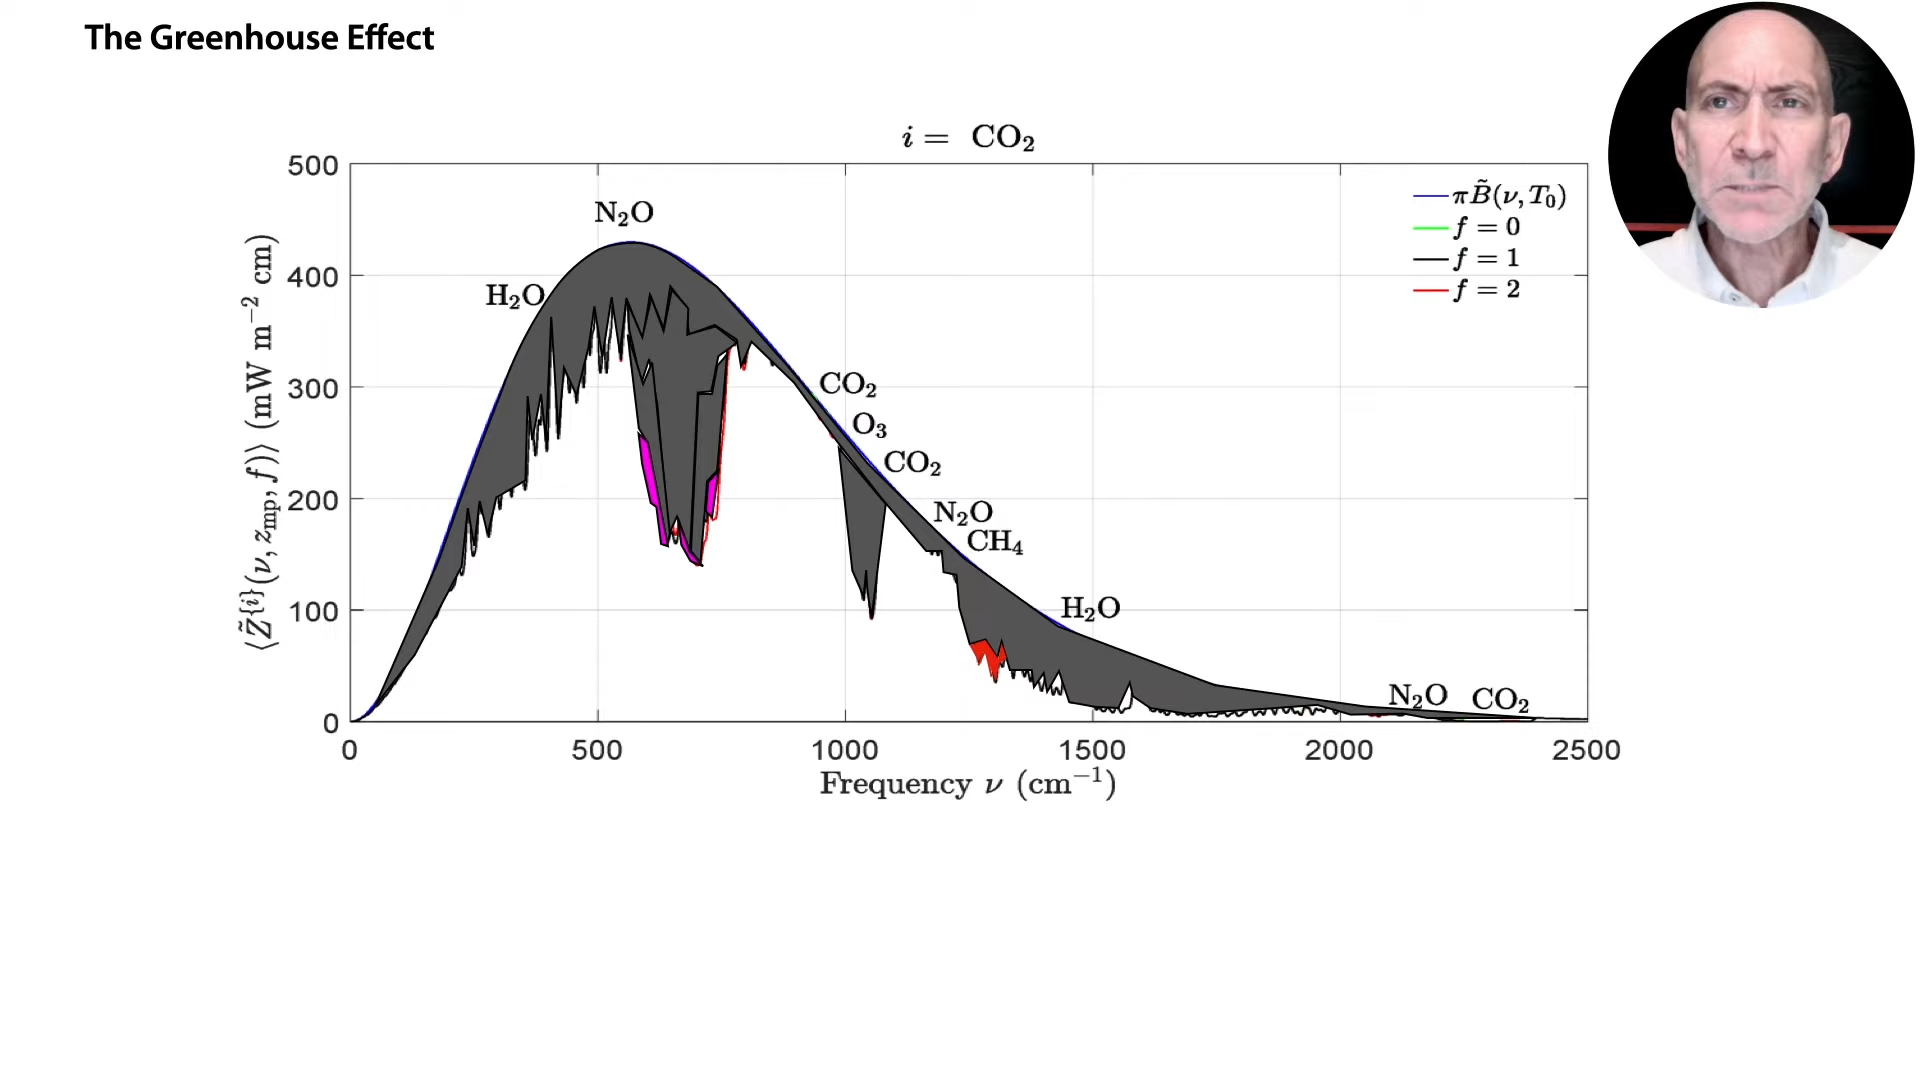 The Greenhouse Effect
i = CO₂
500
400
300
200
100
0
⟨Z̃^{i}(ν, z_mp, f)⟩ (mW m⁻² cm)
N₂O
H₂O
CO₂
O₃
CO₂
N₂O
CH₄
H₂O
N₂O CO₂
πB̃(ν, T₀)
f = 0
f = 1
f = 2
0 500 1000 1500 2000 2500
Frequency ν (cm⁻¹)